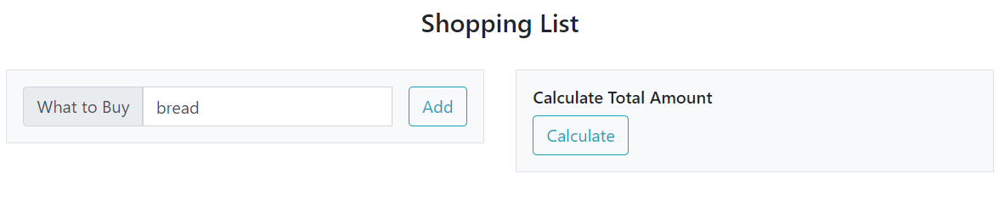 Shopping List
What to Buy bread Add
Calculate Total Amount
Calculate